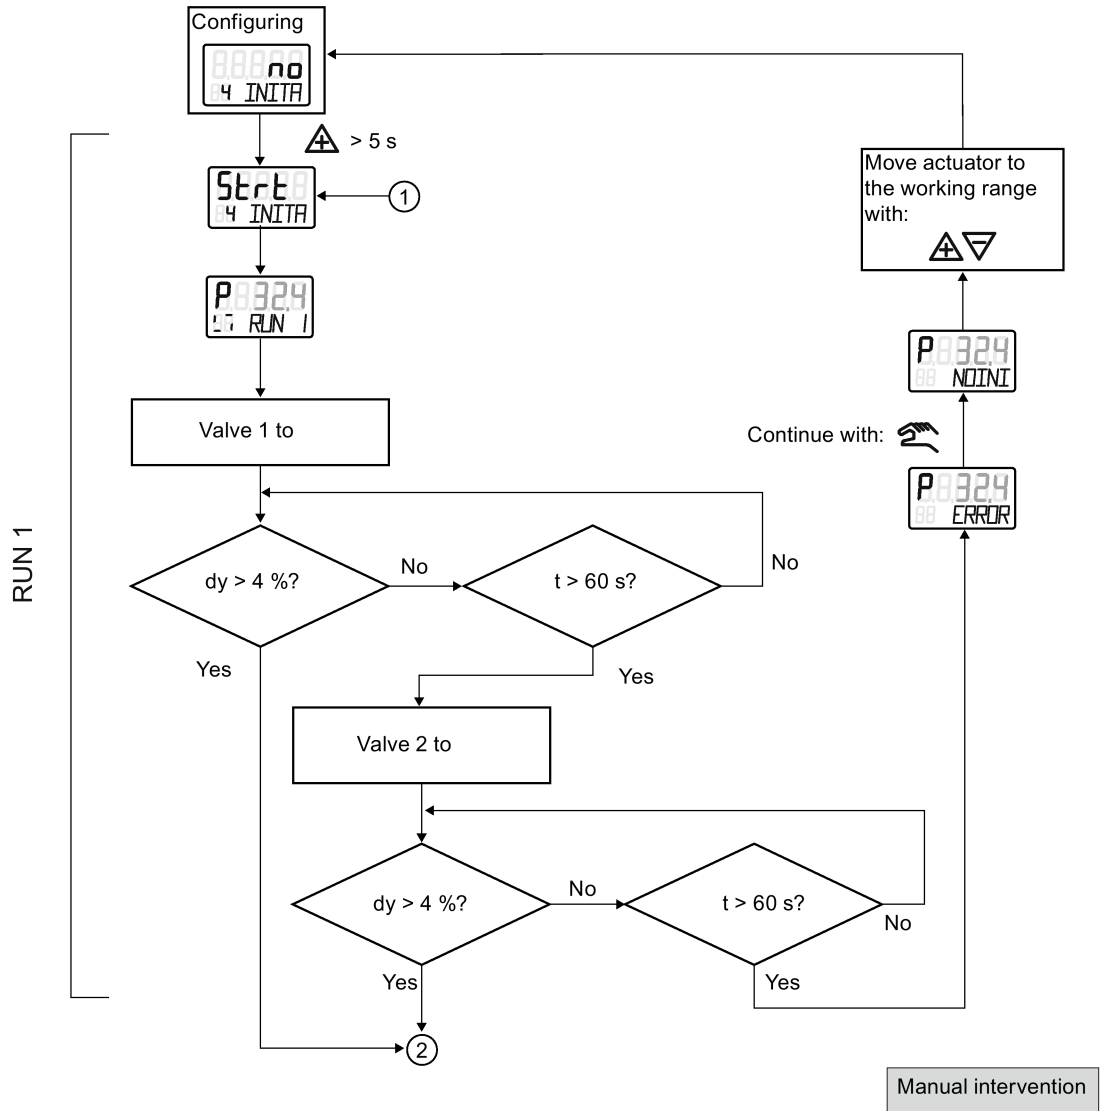 Configuring
no
4 INITA
> 5 s
Strt
4 INITA
1
P 32.4
RUN 1
Valve 1 to
dy > 4 %?
No
t > 60 s?
No
Yes
Yes
Valve 2 to
dy > 4 %?
No
t > 60 s?
No
Yes
Yes
2
RUN 1
P 32.4
ERROR
Continue with:
P 32.4
NOINI
Move actuator to
the working range
with:
Manual intervention